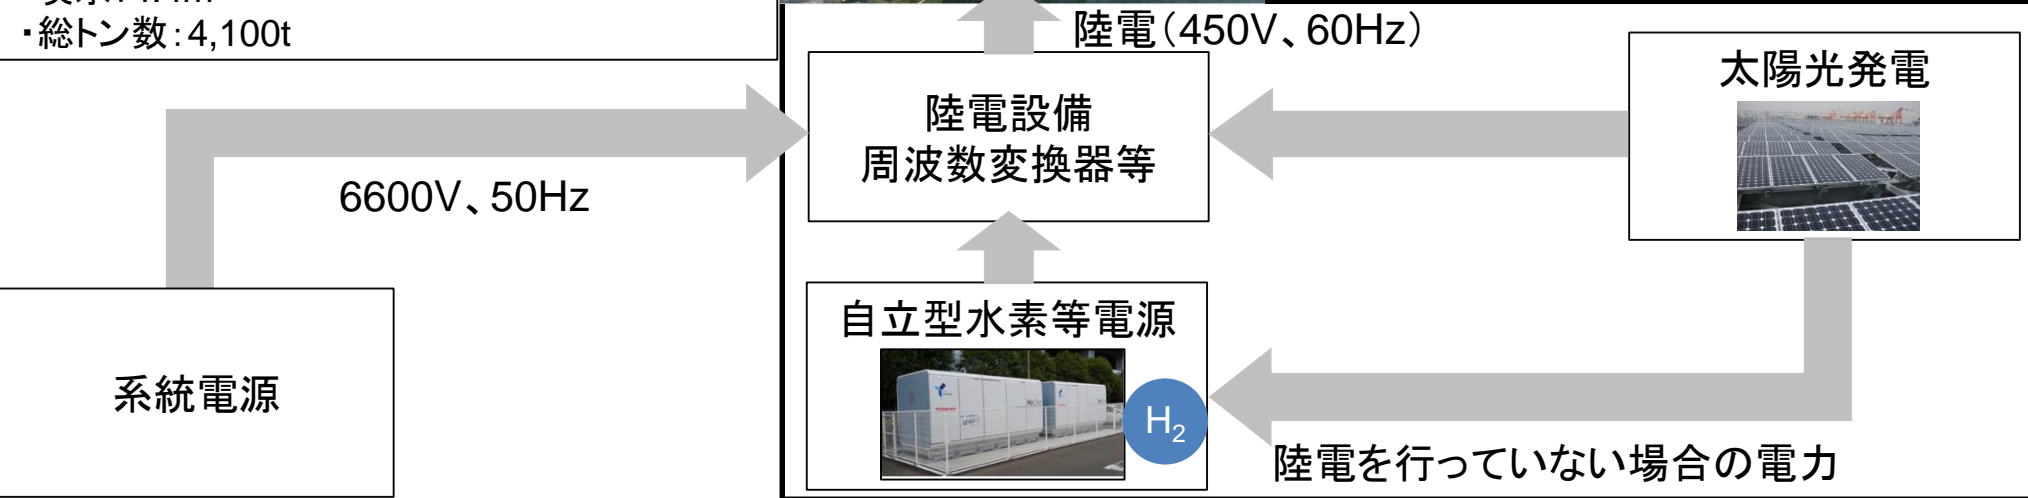 ・総トン数：4,100t
陸電（450V、60Hz）
太陽光発電
陸電設備
周波数変換器等
6600V、50Hz
自立型水素等電源
系統電源
H₂
陸電を行っていない場合の電力